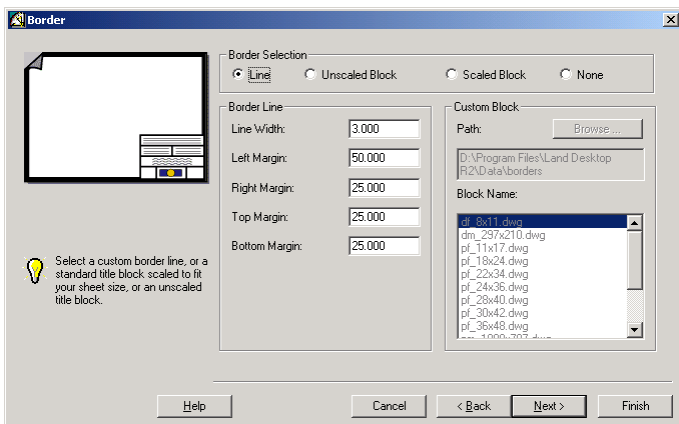 Border
Border Selection
Line
Unscaled Block
Scaled Block
None
Border Line
Line Width:
3.000
Left Margin:
50.000
Right Margin:
25.000
Top Margin:
25.000
Bottom Margin:
25.000
Custom Block
Path:
Browse ...
D:\Program Files\Land Desktop
R2\Data\borders
Block Name:
df_8x11.dwg
dm_297x210.dwg
pf_11x17.dwg
pf_18x24.dwg
pf_22x34.dwg
pf_24x36.dwg
pf_28x40.dwg
pf_30x42.dwg
pf_36x48.dwg
Select a custom border line, or a
standard title block scaled to fit
your sheet size, or an unscaled
title block.
Help
Cancel
< Back
Next >
Finish